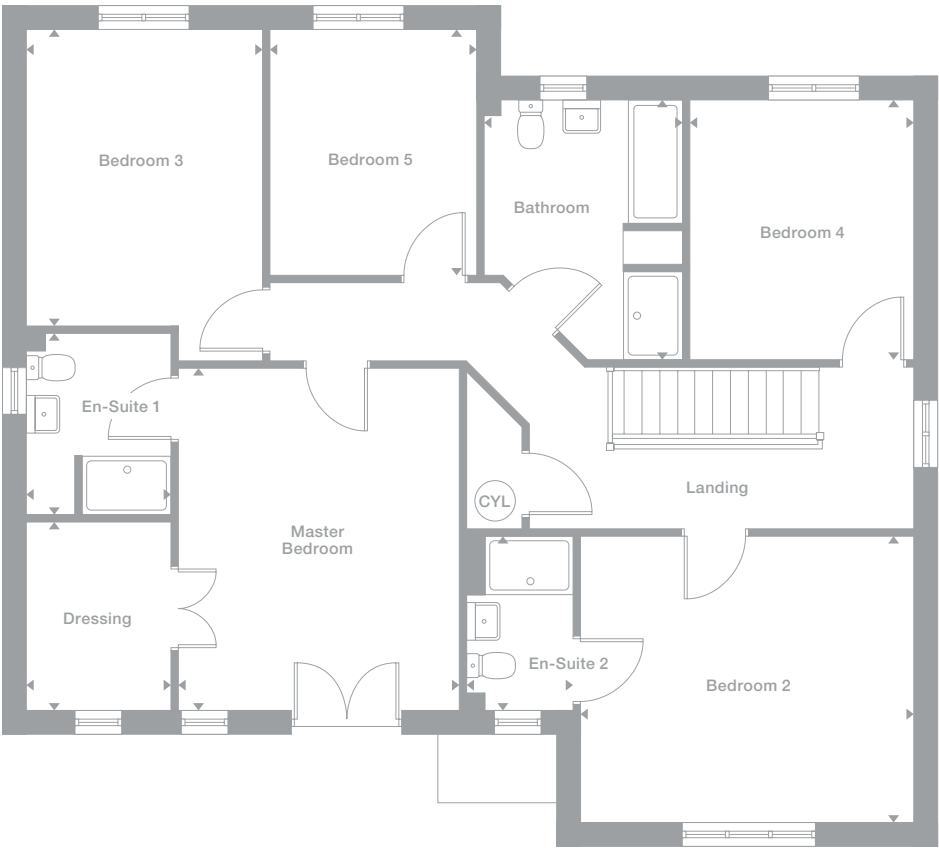 Bedroom 3
Bedroom 5
Bathroom
Bedroom 4
En-Suite 1
CYL
Landing
Master
Bedroom
Dressing
En-Suite 2
Bedroom 2